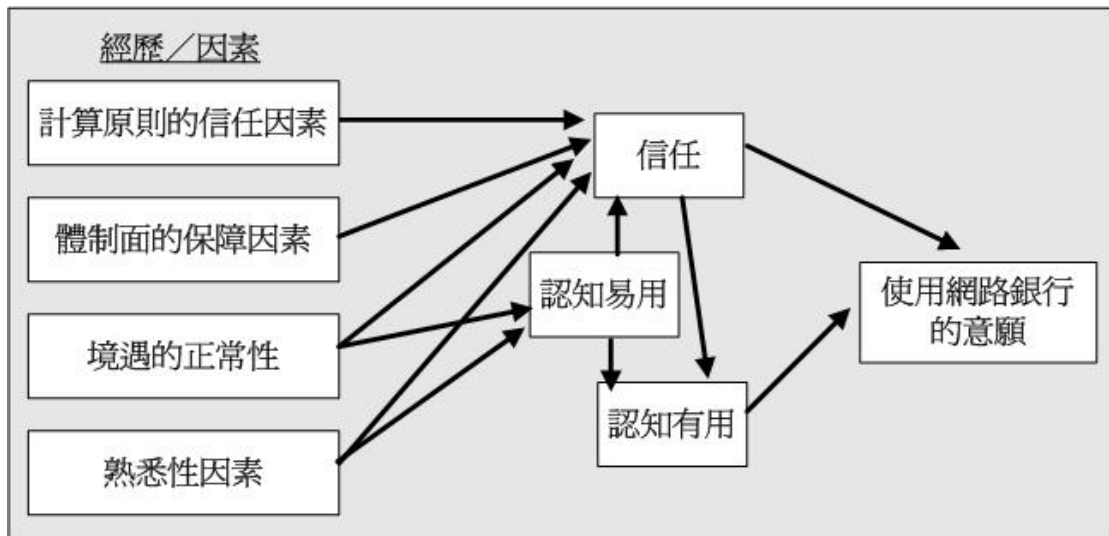 經歷／因素
計算原則的信任因素
體制面的保障因素
境遇的正常性
熟悉性因素
信任
認知易用
認知有用
使用網路銀行
的意願